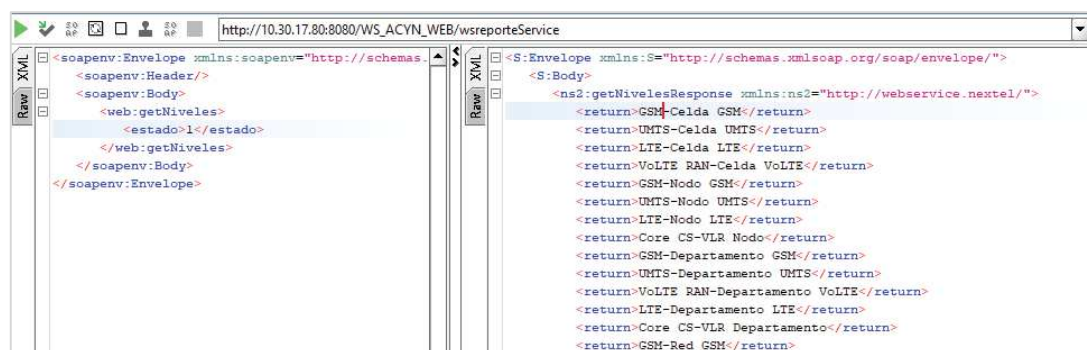 http://10.30.17.80:8080/WS_ACYN_WEB/wsreporteService
XML
Raw
<soapenv:Envelope xmlns:soapenv="http://schemas.
<soapenv:Header/>
<soapenv:Body>
<web:getNiveles>
<estado>1</estado>
</web:getNiveles>
</soapenv:Body>
</soapenv:Envelope>
XML
Raw
<S:Envelope xmlns:S="http://schemas.xmlsoap.org/soap/envelope/">
<S:Body>
<ns2:getNivelesResponse xmlns:ns2="http://webservice.nextel/">
<return>GSM-Celda GSM</return>
<return>UMTS-Celda UMTS</return>
<return>LTE-Celda LTE</return>
<return>VoLTE RAN-Celda VoLTE</return>
<return>GSM-Nodo GSM</return>
<return>UMTS-Nodo UMTS</return>
<return>LTE-Nodo LTE</return>
<return>Core CS-VLR Nodo</return>
<return>GSM-Departamento GSM</return>
<return>UMTS-Departamento UMTS</return>
<return>VoLTE RAN-Departamento VoLTE</return>
<return>LTE-Departamento LTE</return>
<return>Core CS-VLR Departamento</return>
<return>GSM-Red GSM</return>